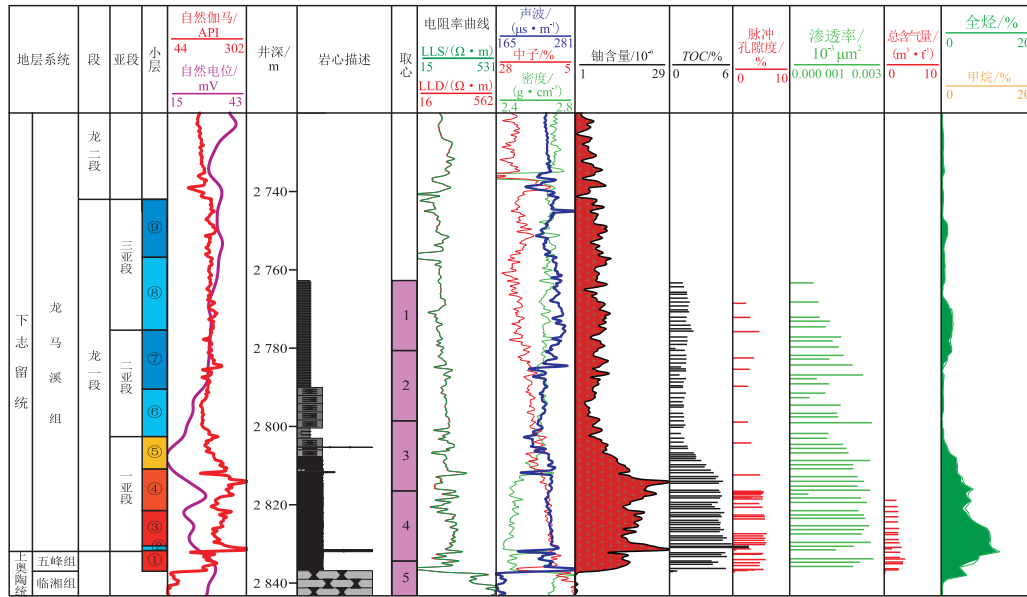 地层系统
段
亚段
小层
自然伽马/
API
44 302
自然电位/
mV
15 43
井深/
m
岩心描述
取心
电阻率曲线
LLS/(Ω·m)
15 531
LLD/(Ω·m)
16 562
声波/
(μs·m⁻¹)
165 281
中子/%
28 5
密度/
(g·cm⁻³)
2.4 2.8
铀含量/10⁻⁶
1 29
TOC/%
0 6
脉冲
孔隙度/
%
0 10
渗透率/
10⁻³ μm²
0.000 001 0.003
总含气量/
(m³·t⁻¹)
0 10
全烃/%
0 20
甲烷/%
0 20
下志留统
龙马溪组
龙二段
龙一段
三亚段
二亚段
一亚段
⑨
⑧
⑦
⑥
⑤
④
③
①
上奥陶统
五峰组
临湘组
2 740
2 760
2 780
2 800
2 820
2 840
1
2
3
4
5